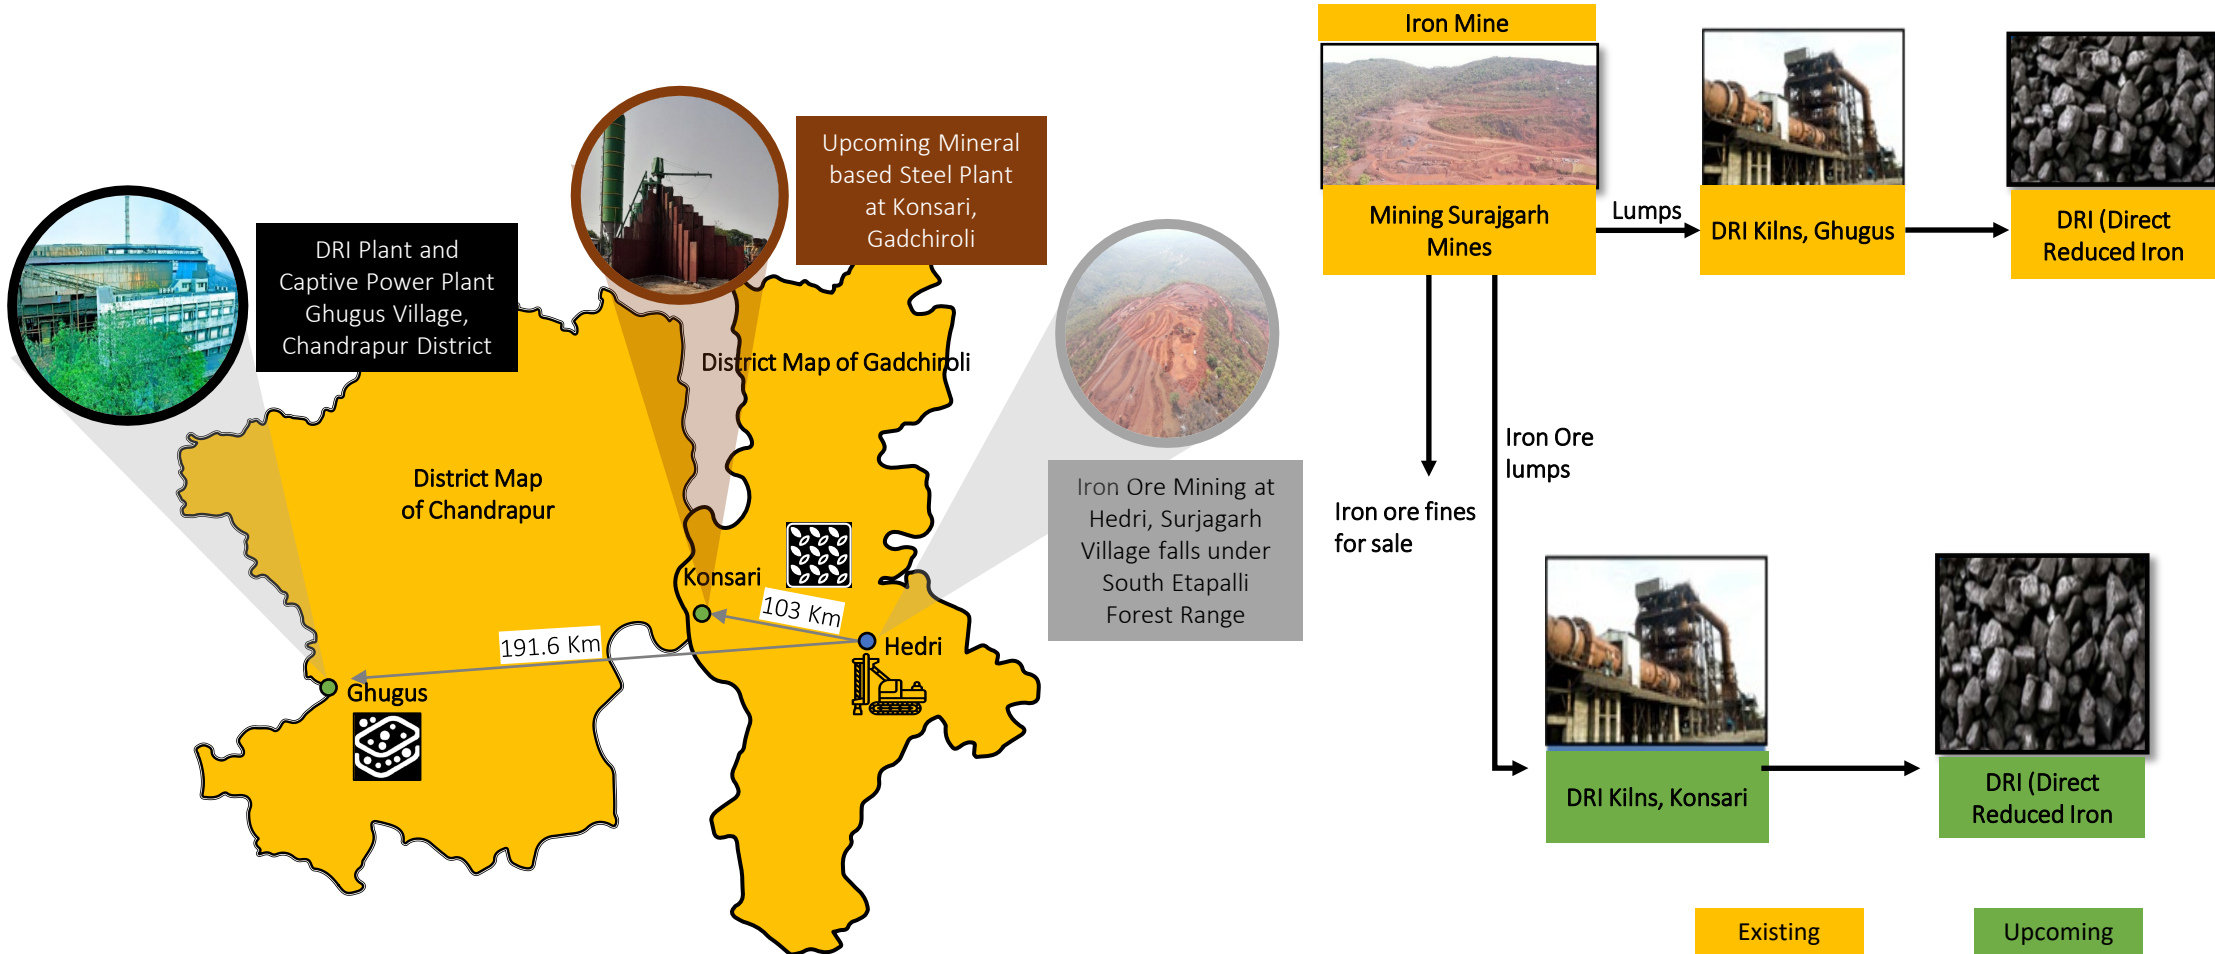 DRI Plant and
Captive Power Plant
Ghugus Village,
Chandrapur District
Upcoming Mineral
based Steel Plant
at Konsari,
Gadchiroli
Iron Ore Mining at
Hedri, Surjagarh
Village falls under
South Etapalli
Forest Range
District Map of Gadchiroli
District Map
of Chandrapur
Konsari
103 Km
191.6 Km
Hedri
Ghugus
Iron Mine
Mining Surajgarh
Mines
Lumps
DRI Kilns, Ghugus
DRI (Direct
Reduced Iron
Iron Ore
lumps
Iron ore fines
for sale
DRI Kilns, Konsari
DRI (Direct
Reduced Iron
Existing
Upcoming